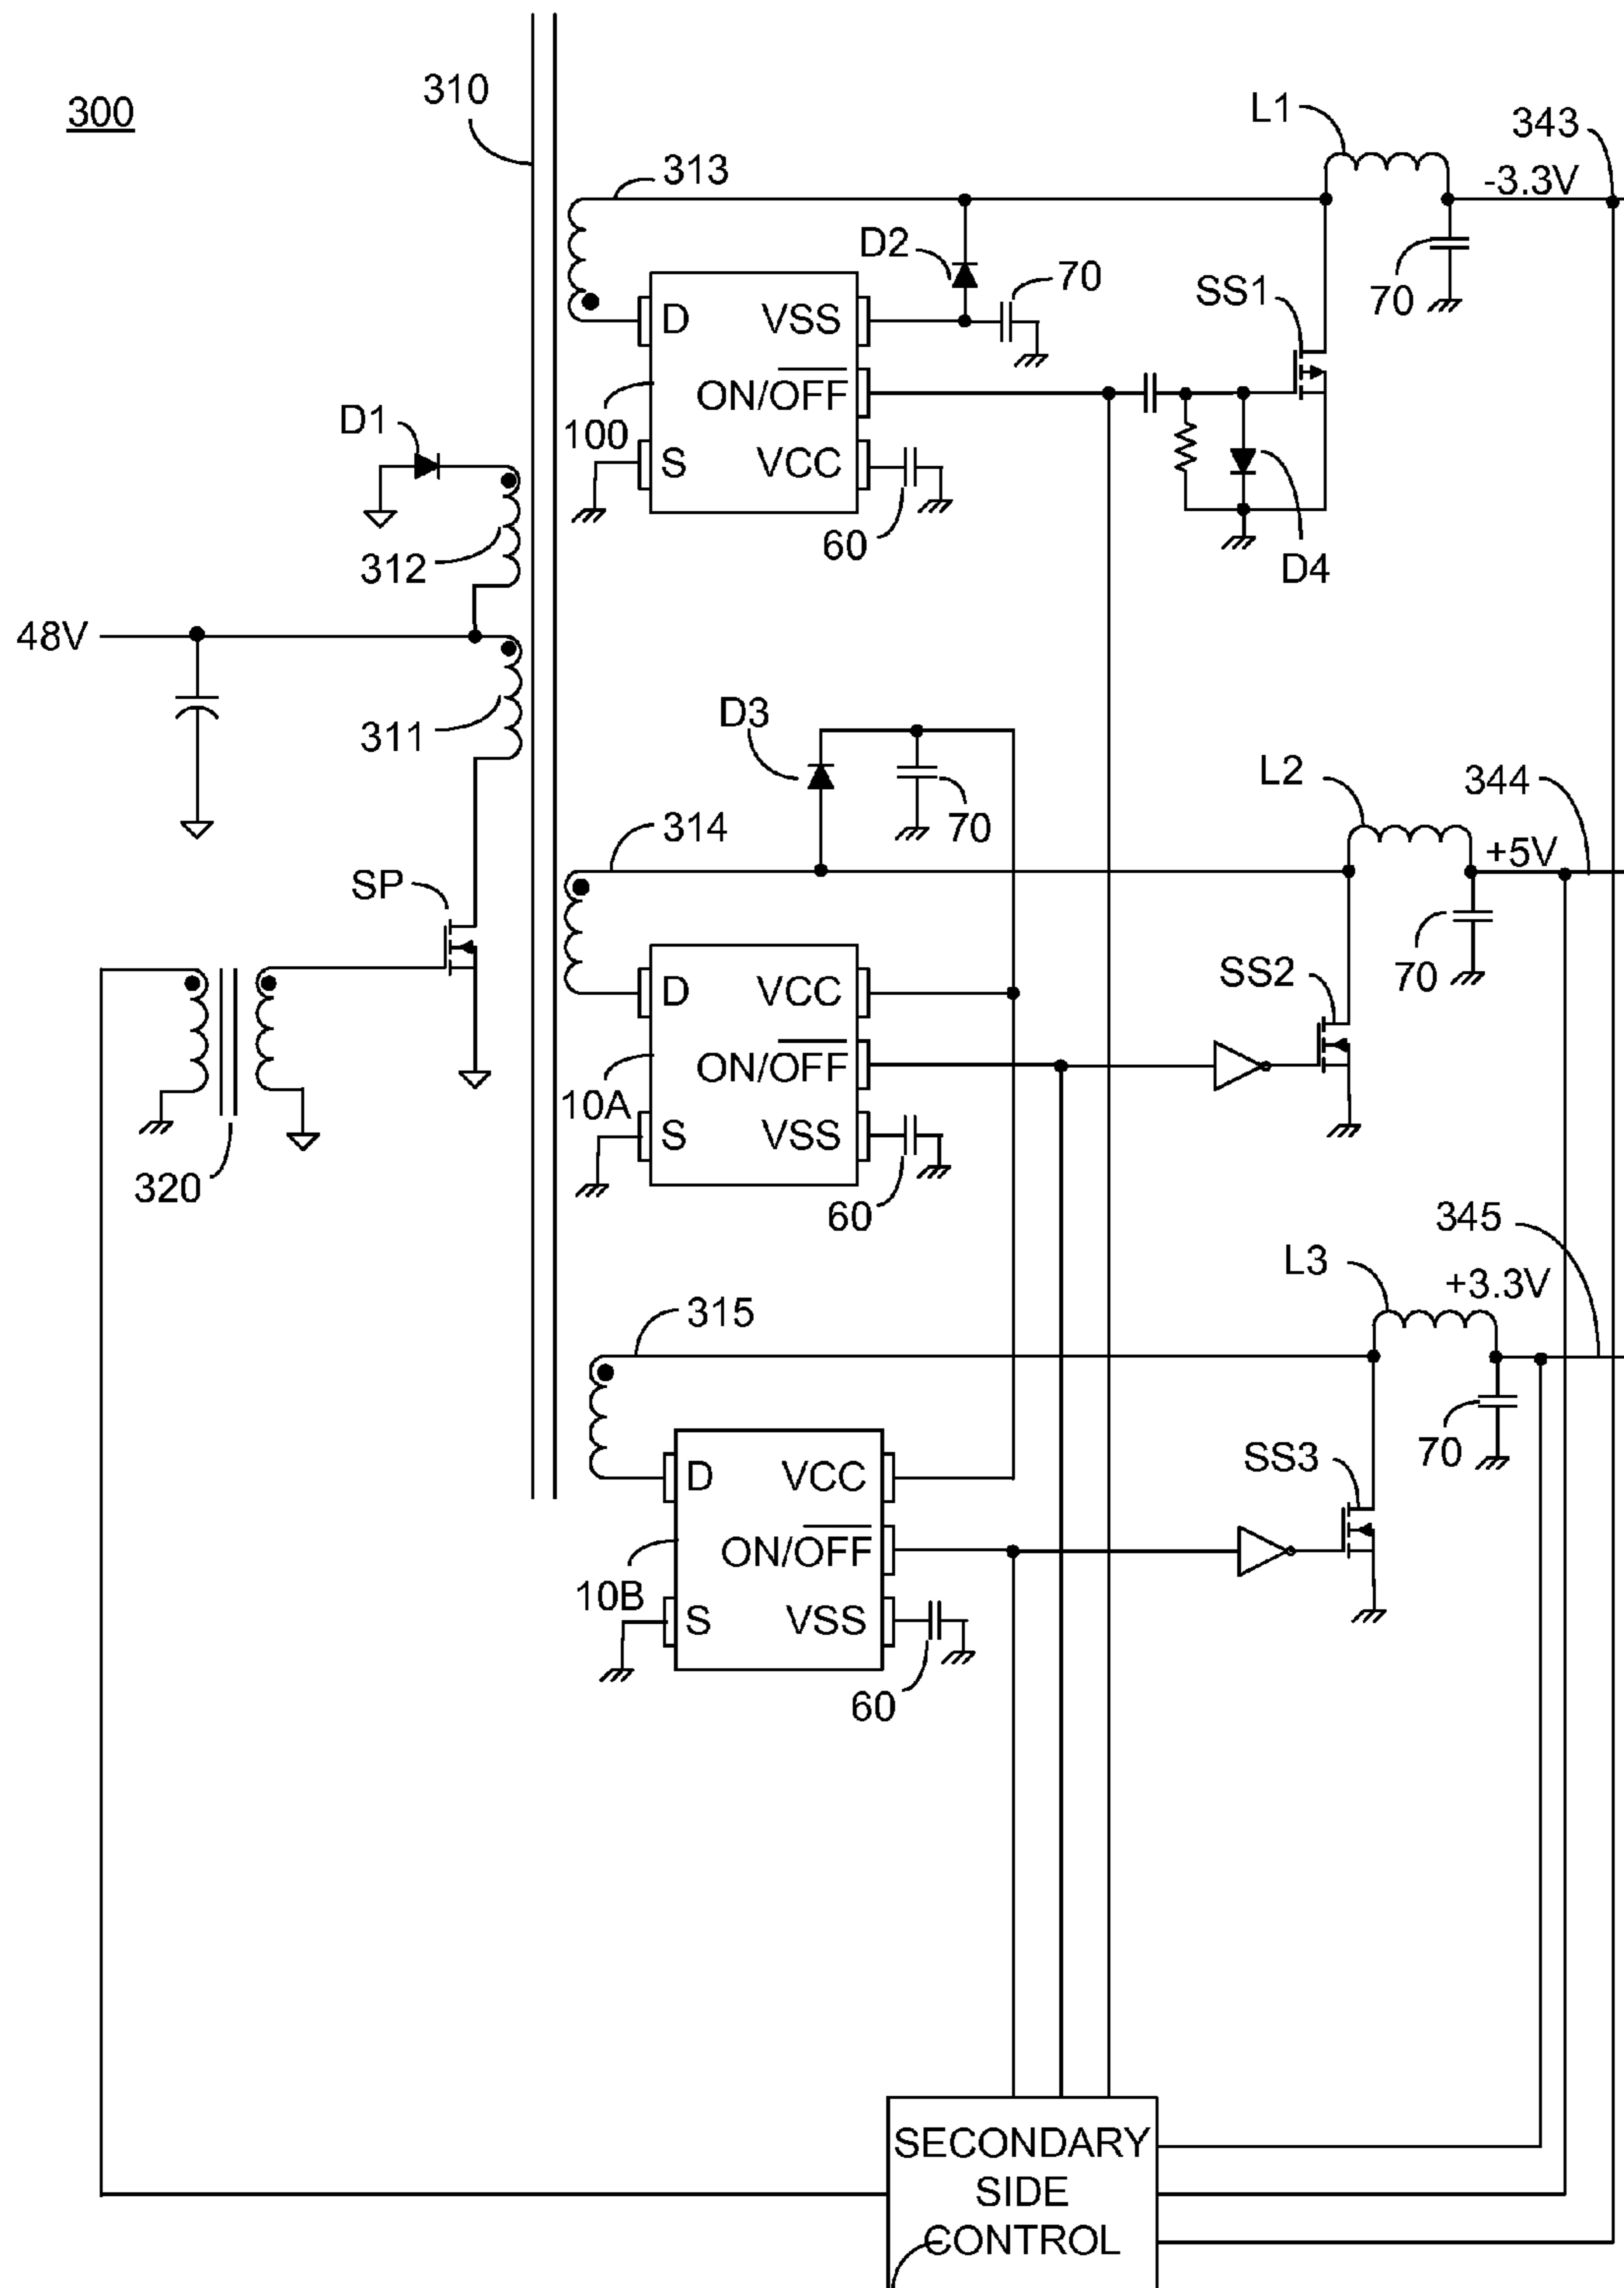 300
310
L1
343
-3.3V
313
D2
70
SS1
70
D
VSS
ON/OFF
100
S
VCC
60
D4
D1
312
48V
311
D3
70
L2
344
+5V
314
SP
70
SS2
D
VCC
ON/OFF
10A
S
VSS
60
320
345
L3
+3.3V
315
70
SS3
D
VCC
ON/OFF
10B
S
VSS
60
SECONDARY
SIDE
CONTROL